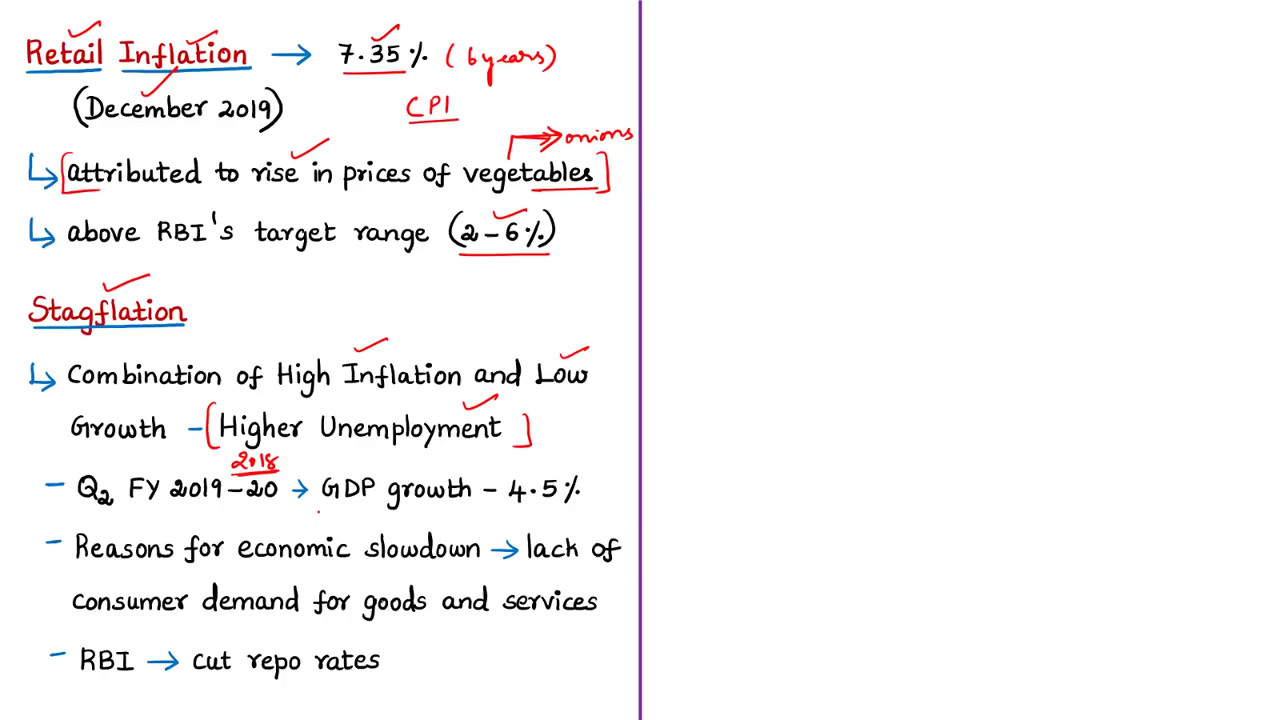 Retail Inflation → 7.35% (6 years)
(December 2019) CPI
onions
↳ [attributed to rise in prices of vegetables]
↳ above RBI's target range (2-6%)
Stagflation
↳ Combination of High Inflation and Low
Growth - [Higher Unemployment]
2018
- Q2 FY 2019-20 → GDP growth - 4.5%
- Reasons for economic slowdown → lack of
consumer demand for goods and services
- RBI → cut repo rates